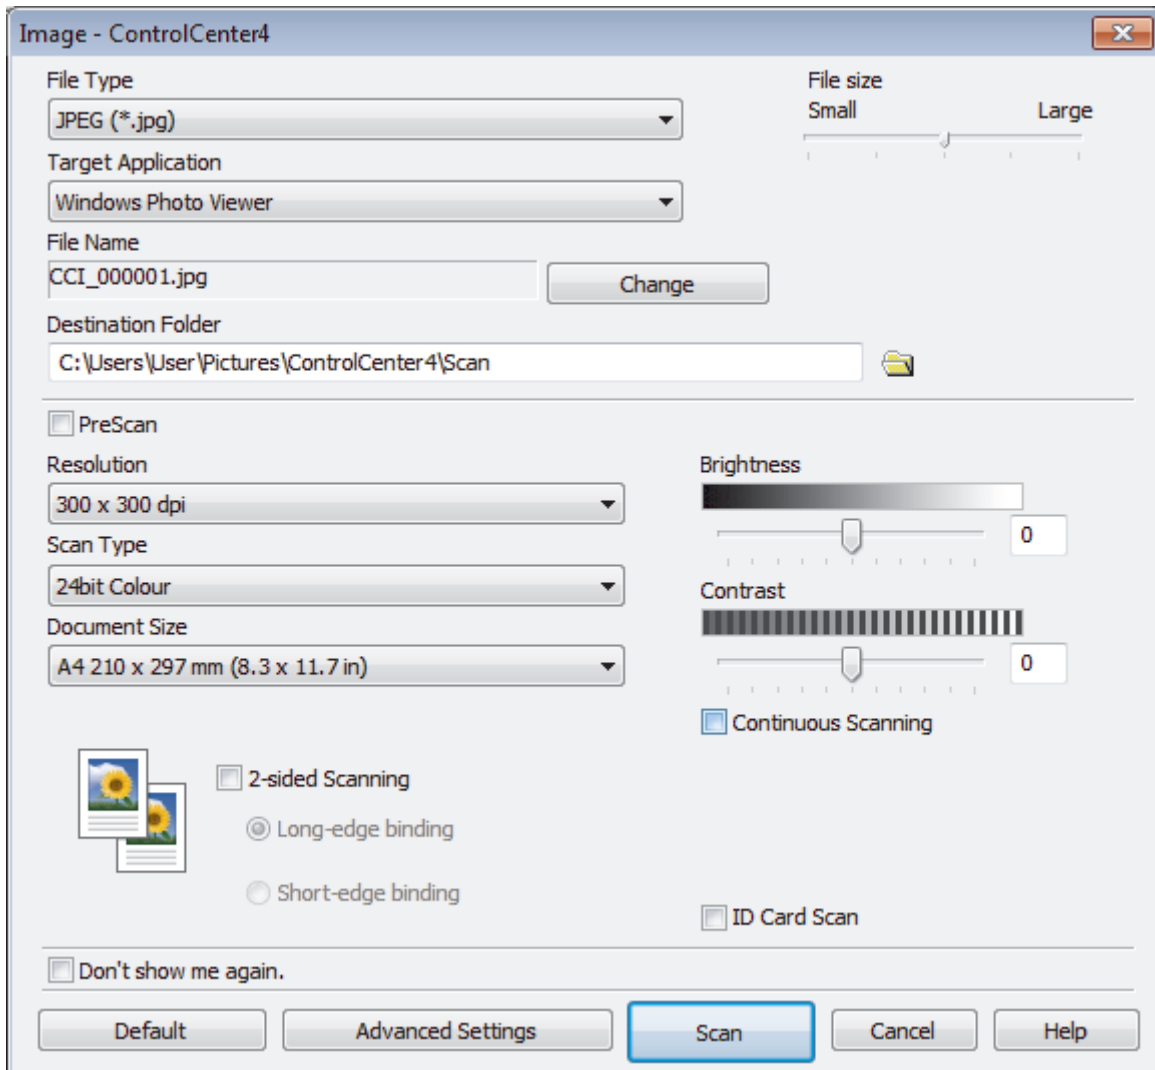 Image - ControlCenter4
File Type
JPEG (*.jpg)
File size
Small Large
Target Application
Windows Photo Viewer
File Name
CCI_000001.jpg
Change
Destination Folder
C:\Users\User\Pictures\ControlCenter4\Scan
PreScan
Resolution
300 x 300 dpi
Scan Type
24bit Colour
Document Size
A4 210 x 297 mm (8.3 x 11.7 in)
Brightness
0
Contrast
0
Continuous Scanning
2-sided Scanning
Long-edge binding
Short-edge binding
ID Card Scan
Don't show me again.
Default Advanced Settings Scan Cancel Help